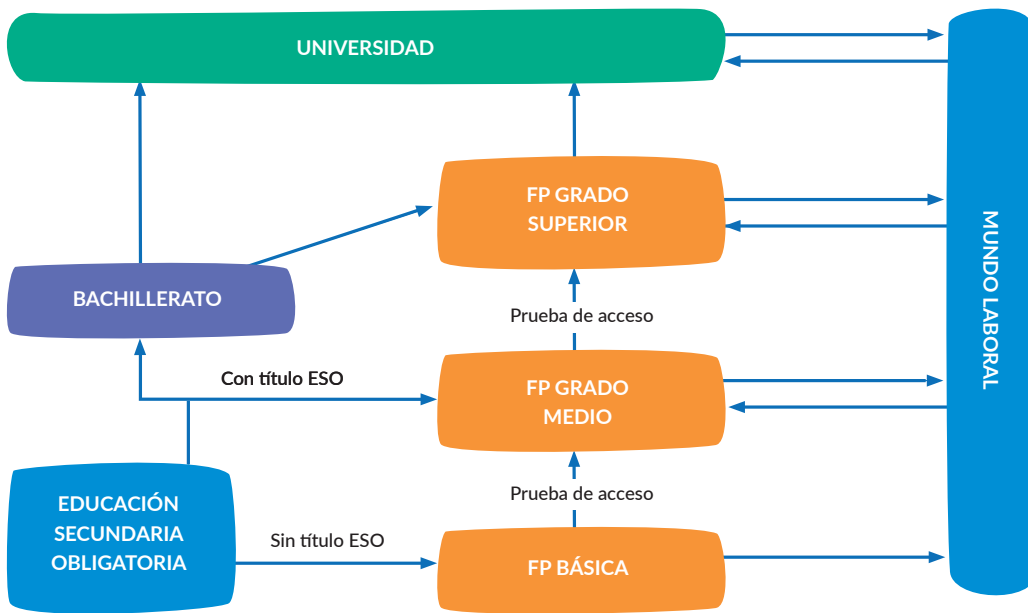 UNIVERSIDAD
FP GRADO
SUPERIOR
BACHILLERATO
Prueba de acceso
Con título ESO
FP GRADO
MEDIO
Prueba de acceso
EDUCACIÓN
SECUNDARIA
OBLIGATORIA
Sin título ESO
FP BÁSICA
MUNDO LABORAL